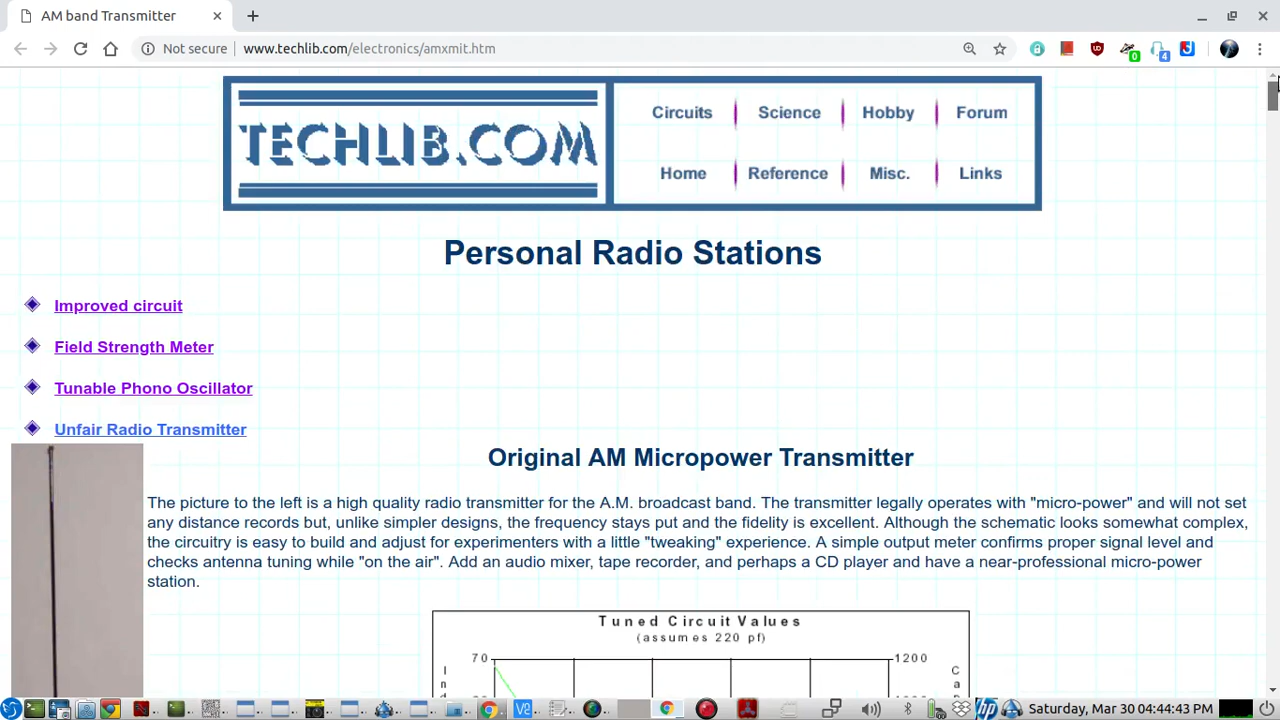 AM band Transmitter
Not secure
www.techlib.com/electronics/amxmit.htm
0
4
TECHLIB.COM
Circuits
Science
Hobby
Forum
Home
Reference
Misc.
Links
Personal Radio Stations
Improved circuit
Field Strength Meter
Tunable Phono Oscillator
Unfair Radio Transmitter
Original AM Micropower Transmitter
The picture to the left is a high quality radio transmitter for the A.M. broadcast band. The transmitter legally operates with "micro-power" and will not set
any distance records but, unlike simpler designs, the frequency stays put and the fidelity is excellent. Although the schematic looks somewhat complex,
the circuitry is easy to build and adjust for experimenters with a little "tweaking" experience. A simple output meter confirms proper signal level and
checks antenna tuning while "on the air". Add an audio mixer, tape recorder, and perhaps a CD player and have a near-professional micro-power
station.
Tuned Circuit Values
(assumes 220 pf)
70
1200
I
n
d
C
a
Saturday, Mar 30 04:44:43 PM